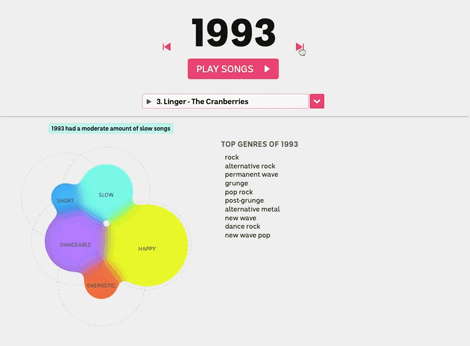 1993
PLAY SONGS
3. Linger - The Cranberries
1993 had a moderate amount of slow songs
TOP GENRES OF 1993
rock
alternative rock
permanent wave
grunge
pop rock
post-grunge
alternative metal
new wave
dance rock
new wave pop
SLOW
SHORT
DANCEABLE
HAPPY
ENERGETIC